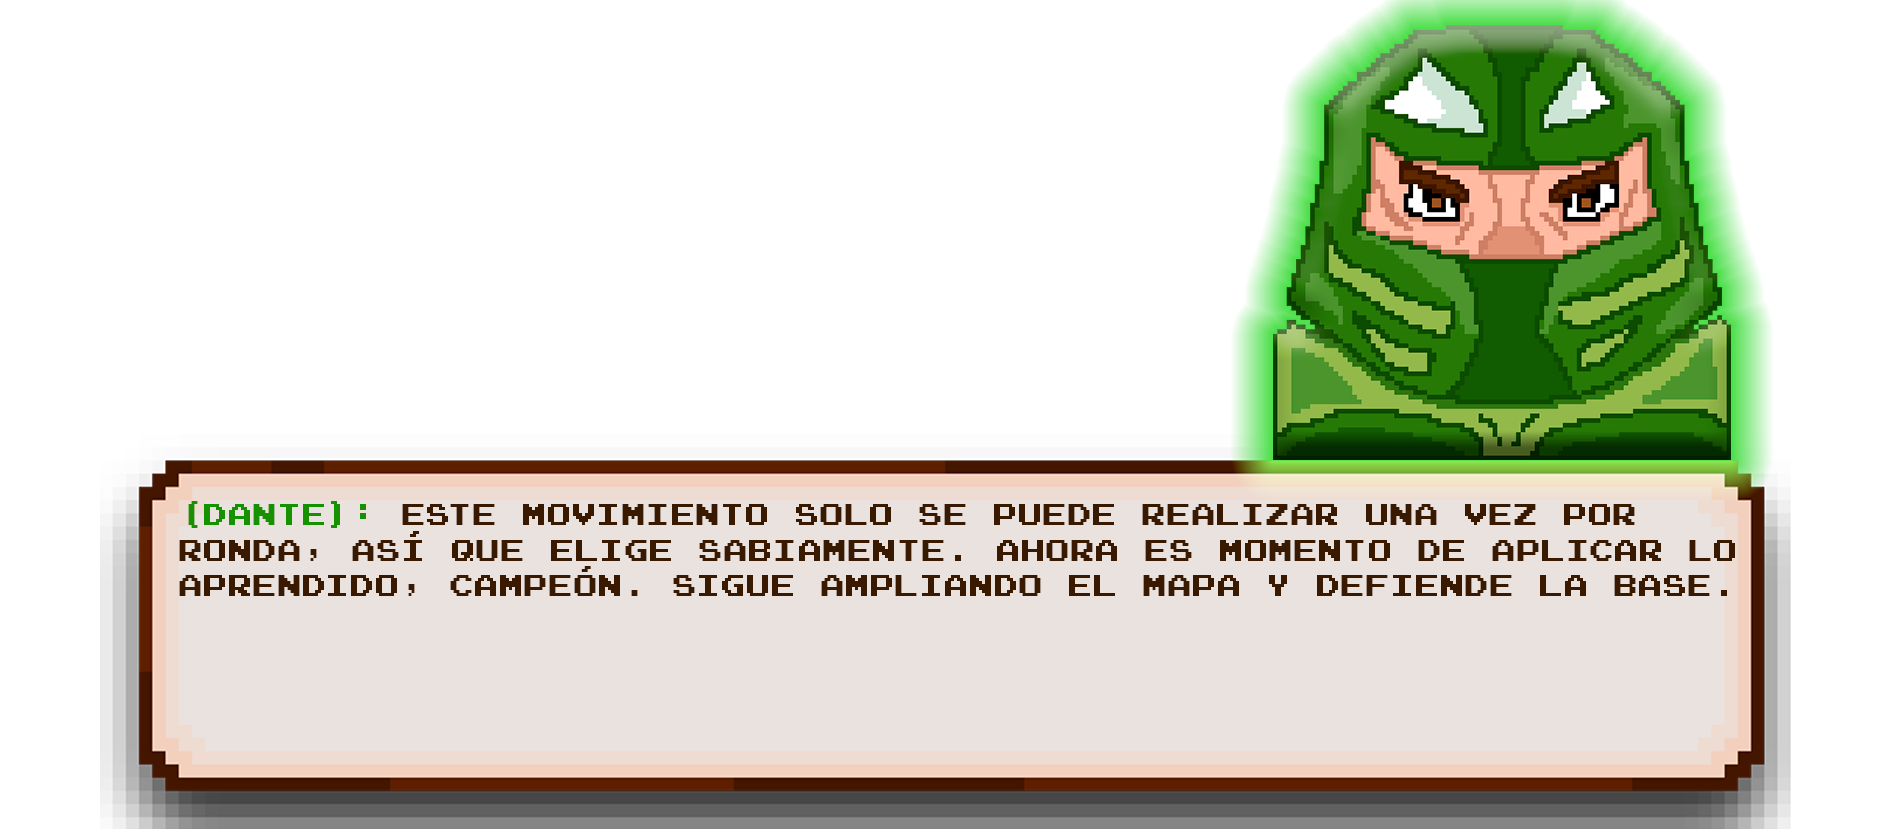 [DANTE]: ESTE MOVIMIENTO SOLO SE PUEDE REALIZAR UNA VEZ POR
RONDA, ASÍ QUE ELIGE SABIAMENTE. AHORA ES MOMENTO DE APLICAR LO
APRENDIDO, CAMPEÓN. SIGUE AMPLIANDO EL MAPA Y DEFIENDE LA BASE.